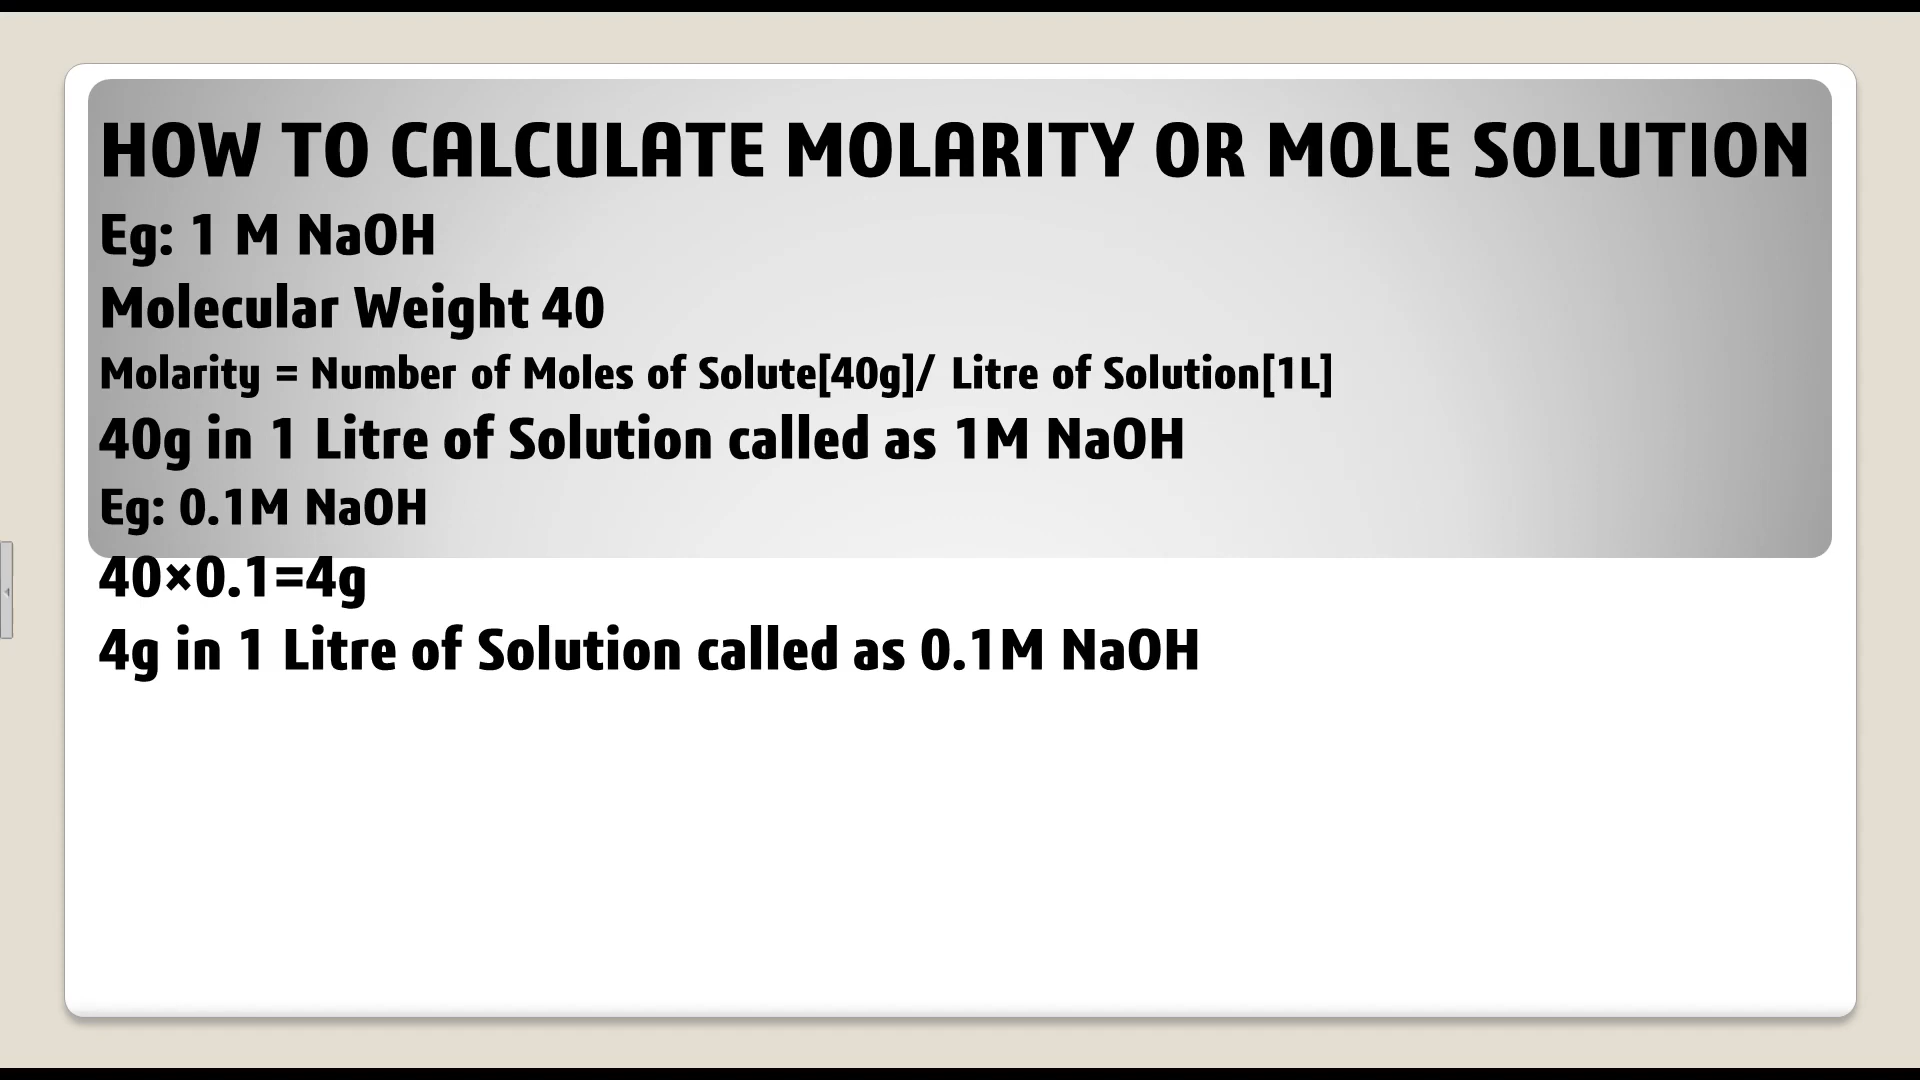 HOW TO CALCULATE MOLARITY OR MOLE SOLUTION
Eg: 1 M NaOH
Molecular Weight 40
Molarity = Number of Moles of Solute[40g]/ Litre of Solution[1L]
40g in 1 Litre of Solution called as 1M NaOH
Eg: 0.1M NaOH
40×0.1=4g
4g in 1 Litre of Solution called as 0.1M NaOH